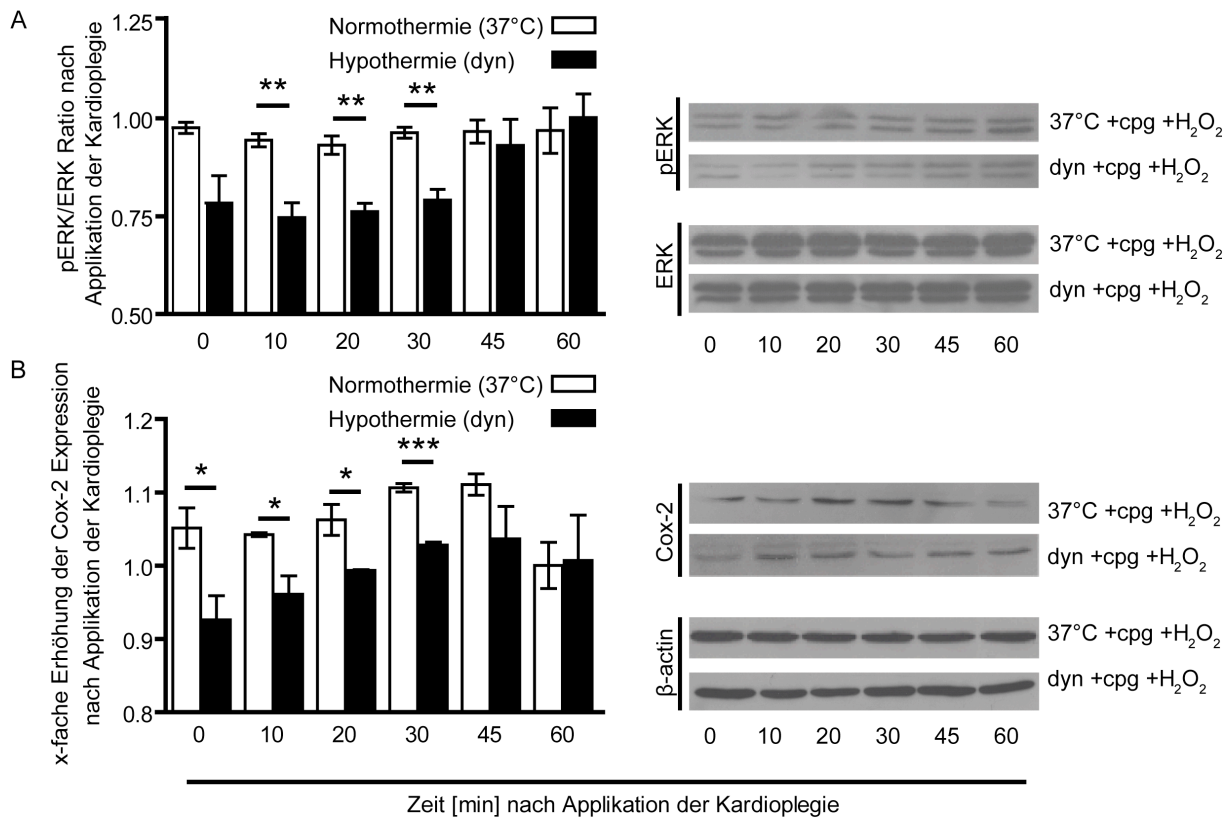 A
pERK/ERK Ratio nach
Applikation der Kardioplegie
1.25
1.00
0.75
0.50
Normothermie (37°C)
Hypothermie (dyn)
**
**
**
0 10 20 30 45 60
pERK
37°C +cpg +H₂O₂
dyn +cpg +H₂O₂
ERK
37°C +cpg +H₂O₂
dyn +cpg +H₂O₂
0 10 20 30 45 60
B
x-fache Erhöhung der Cox-2 Expression
nach Applikation der Kardioplegie
1.2
1.1
1.0
0.9
0.8
Normothermie (37°C)
Hypothermie (dyn)
*
*
*
***
0 10 20 30 45 60
Cox-2
37°C +cpg +H₂O₂
dyn +cpg +H₂O₂
β-actin
37°C +cpg +H₂O₂
dyn +cpg +H₂O₂
0 10 20 30 45 60
Zeit [min] nach Applikation der Kardioplegie